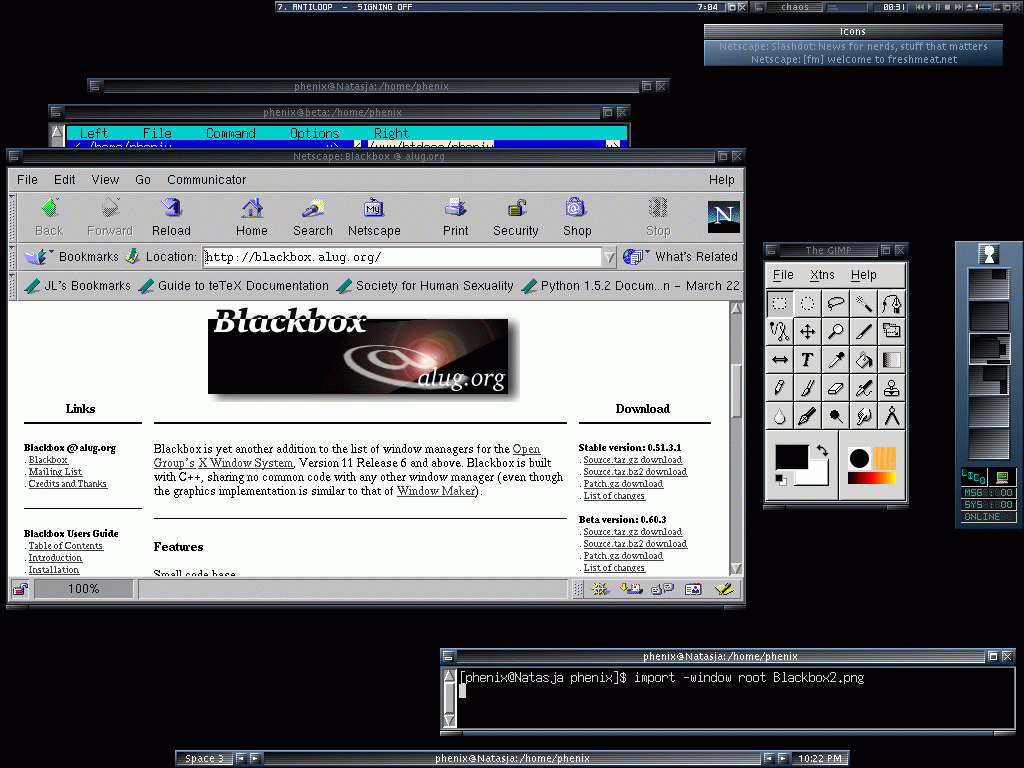 7. ANTILOOP - SIGNING OFF 7:04
chaos 00:31
Icons
Netscape: Slashdot: News for nerds, stuff that matters
Netscape: [fm] welcome to freshmeat.net
phenix@Natasja:/home/phenix
phenix@beta:/home/phenix
Left File Command Options Right
Netscape: Blackbox @ alug.org
File Edit View Go Communicator Help
Back Forward Reload Home Search Netscape Print Security Shop Stop
My
N
Bookmarks Location: http://blackbox.alug.org/ What's Related
JL's Bookmarks Guide to teTeX Documentation Society for Human Sexuality Python 1.5.2 Docum...n - March 22,
Blackbox
@alug.org
Links
Blackbox @ alug.org
. Blackbox
. Mailing List
. Credits and Thanks
Blackbox Users Guide
. Table of Contents
. Introduction
. Installation
Blackbox is yet another addition to the list of window managers for the Open
Group's X Window System, Version 11 Release 6 and above. Blackbox is built
with C++, sharing no common code with any other window manager (even though
the graphics implementation is similar to that of Window Maker).
Features
Small code base
Download
Stable version: 0.51.3.1
. Source.tar.gz download
. Source.tar.bz2 download
. Patch.gz download
. List of changes
Beta version: 0.60.3
. Source.tar.gz download
. Source.tar.bz2 download
. Patch.gz download
. List of changes
100%
The GIMP
File Xtns Help
T
MSG :00
SYS :00
ONLINE
phenix@Natasja:/home/phenix
[phenix@Natasja phenix]$ import -window root Blackbox2.png
Space 3 phenix@Natasja:/home/phenix 10:22 PM